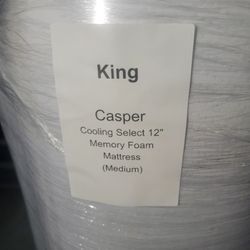 King
Casper
Cooling Select 12"
Memory Foam
Mattress
(Medium)